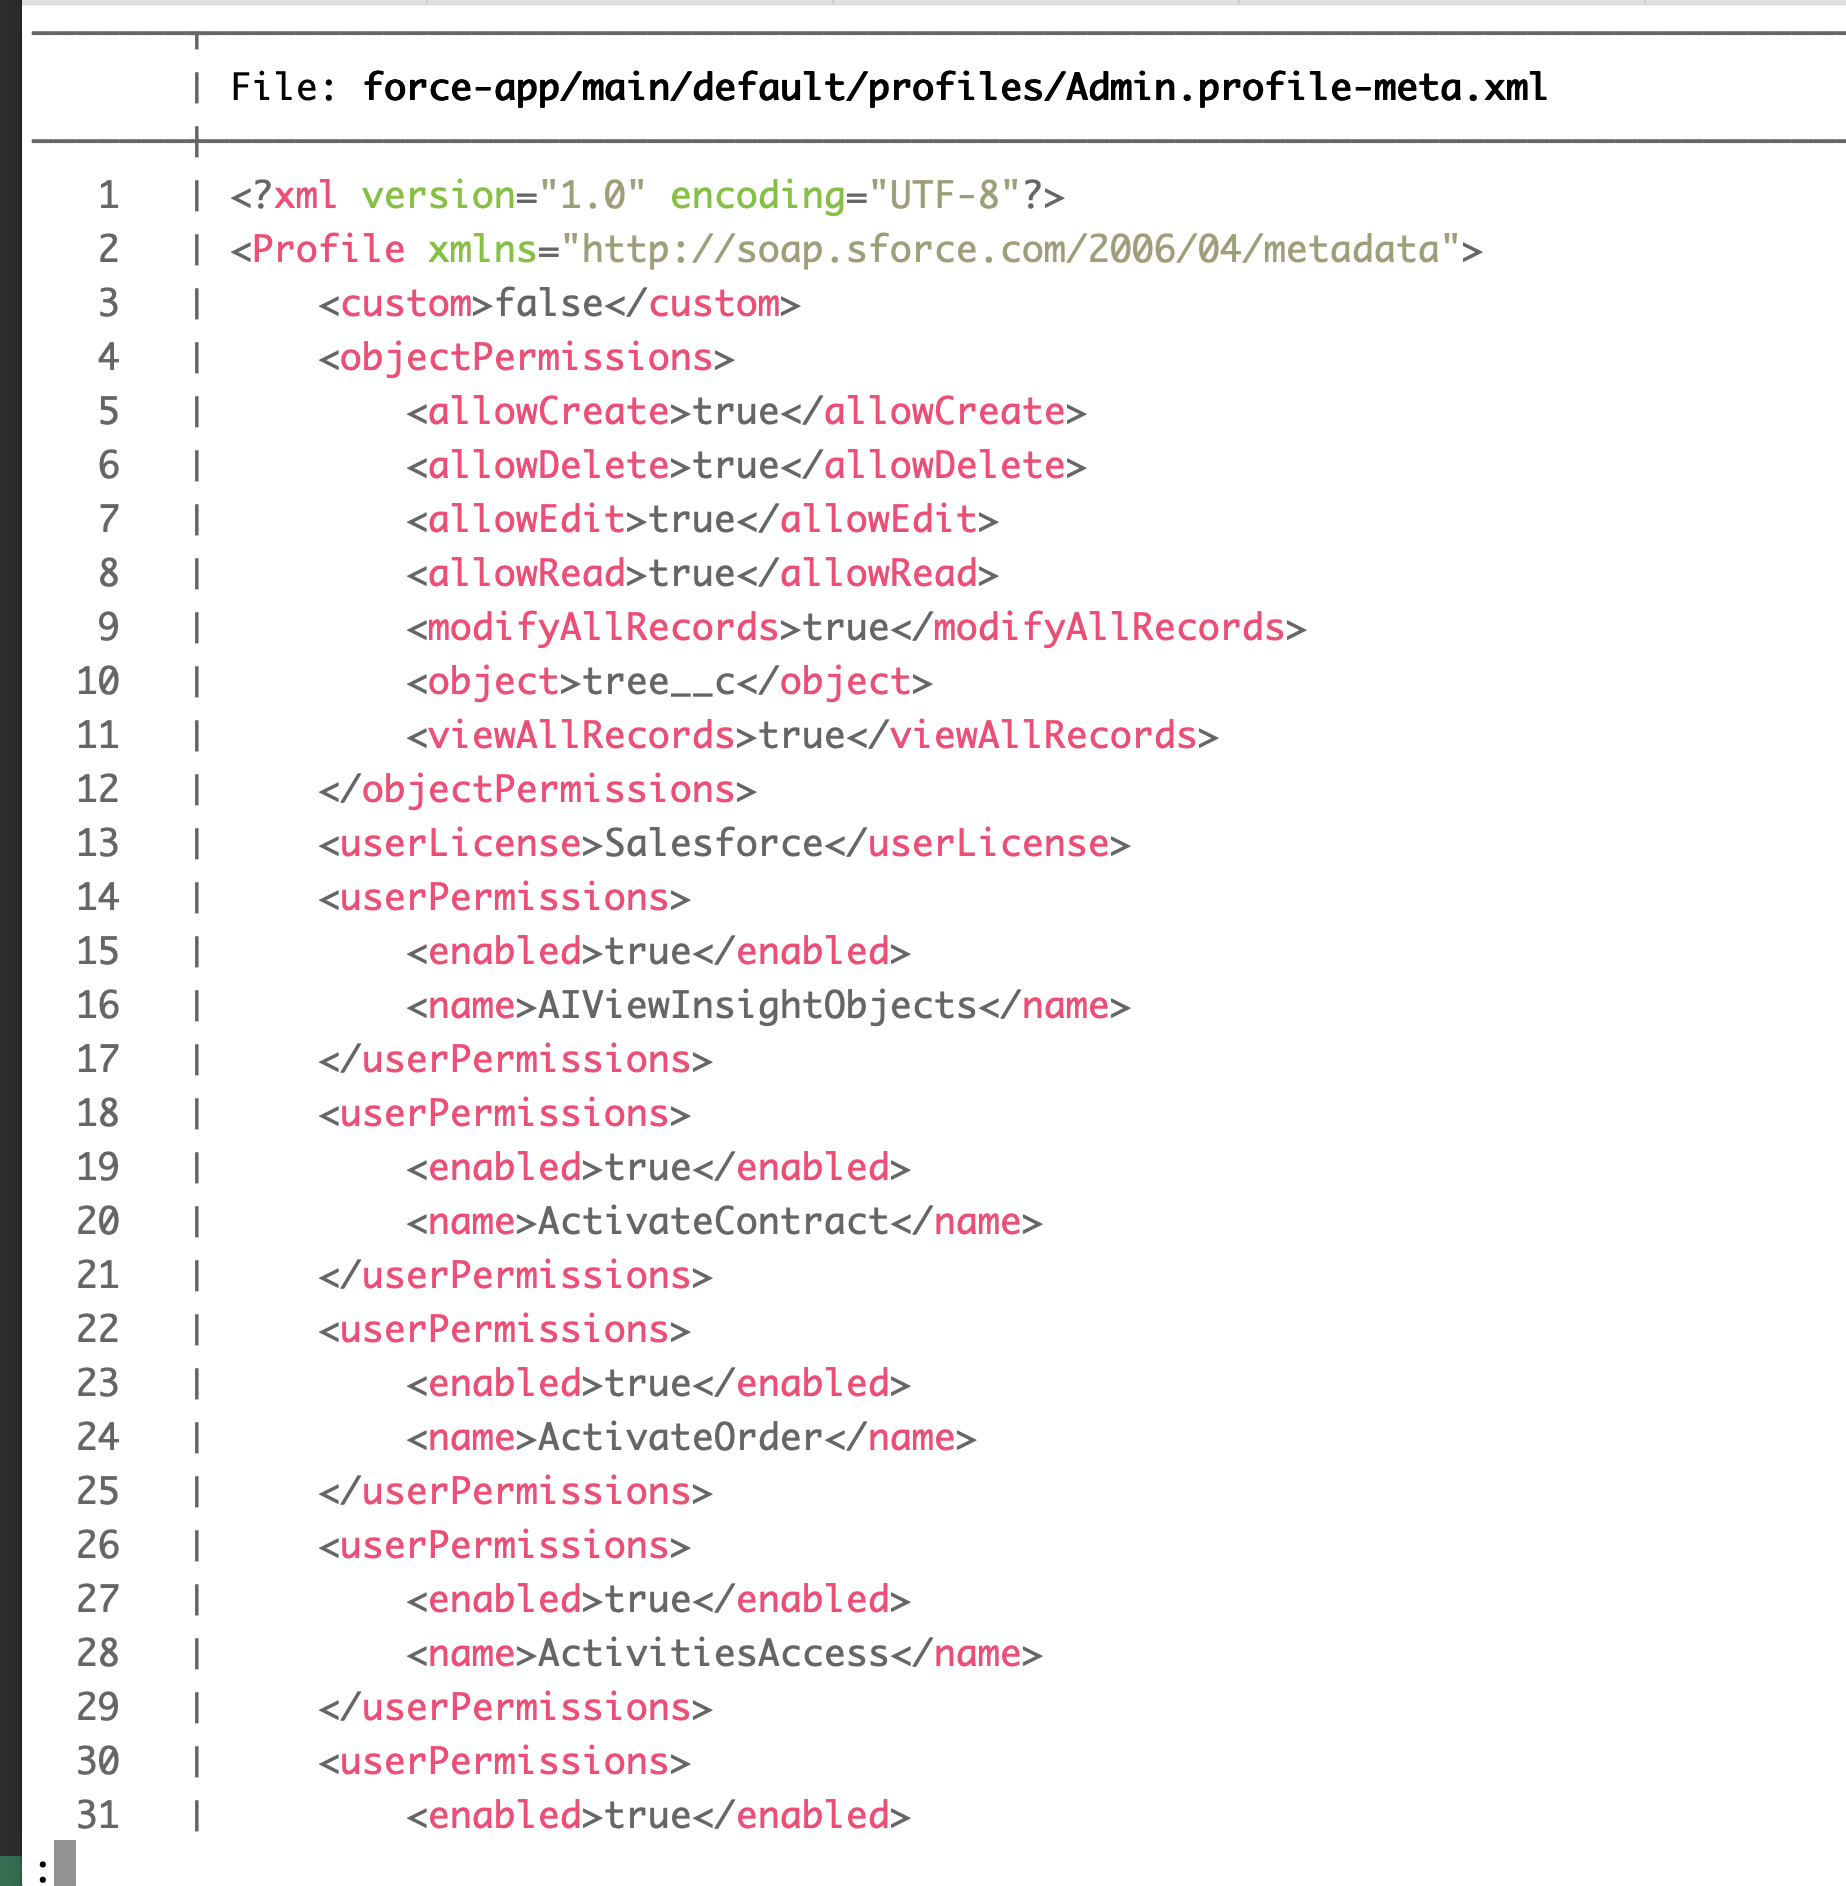 File: force-app/main/default/profiles/Admin.profile-meta.xml
1 | <?xml version="1.0" encoding="UTF-8"?>
2 | <Profile xmlns="http://soap.sforce.com/2006/04/metadata">
3 |     <custom>false</custom>
4 |     <objectPermissions>
5 |         <allowCreate>true</allowCreate>
6 |         <allowDelete>true</allowDelete>
7 |         <allowEdit>true</allowEdit>
8 |         <allowRead>true</allowRead>
9 |         <modifyAllRecords>true</modifyAllRecords>
10 |         <object>tree__c</object>
11 |         <viewAllRecords>true</viewAllRecords>
12 |     </objectPermissions>
13 |     <userLicense>Salesforce</userLicense>
14 |     <userPermissions>
15 |         <enabled>true</enabled>
16 |         <name>AIViewInsightObjects</name>
17 |     </userPermissions>
18 |     <userPermissions>
19 |         <enabled>true</enabled>
20 |         <name>ActivateContract</name>
21 |     </userPermissions>
22 |     <userPermissions>
23 |         <enabled>true</enabled>
24 |         <name>ActivateOrder</name>
25 |     </userPermissions>
26 |     <userPermissions>
27 |         <enabled>true</enabled>
28 |         <name>ActivitiesAccess</name>
29 |     </userPermissions>
30 |     <userPermissions>
31 |         <enabled>true</enabled>
: